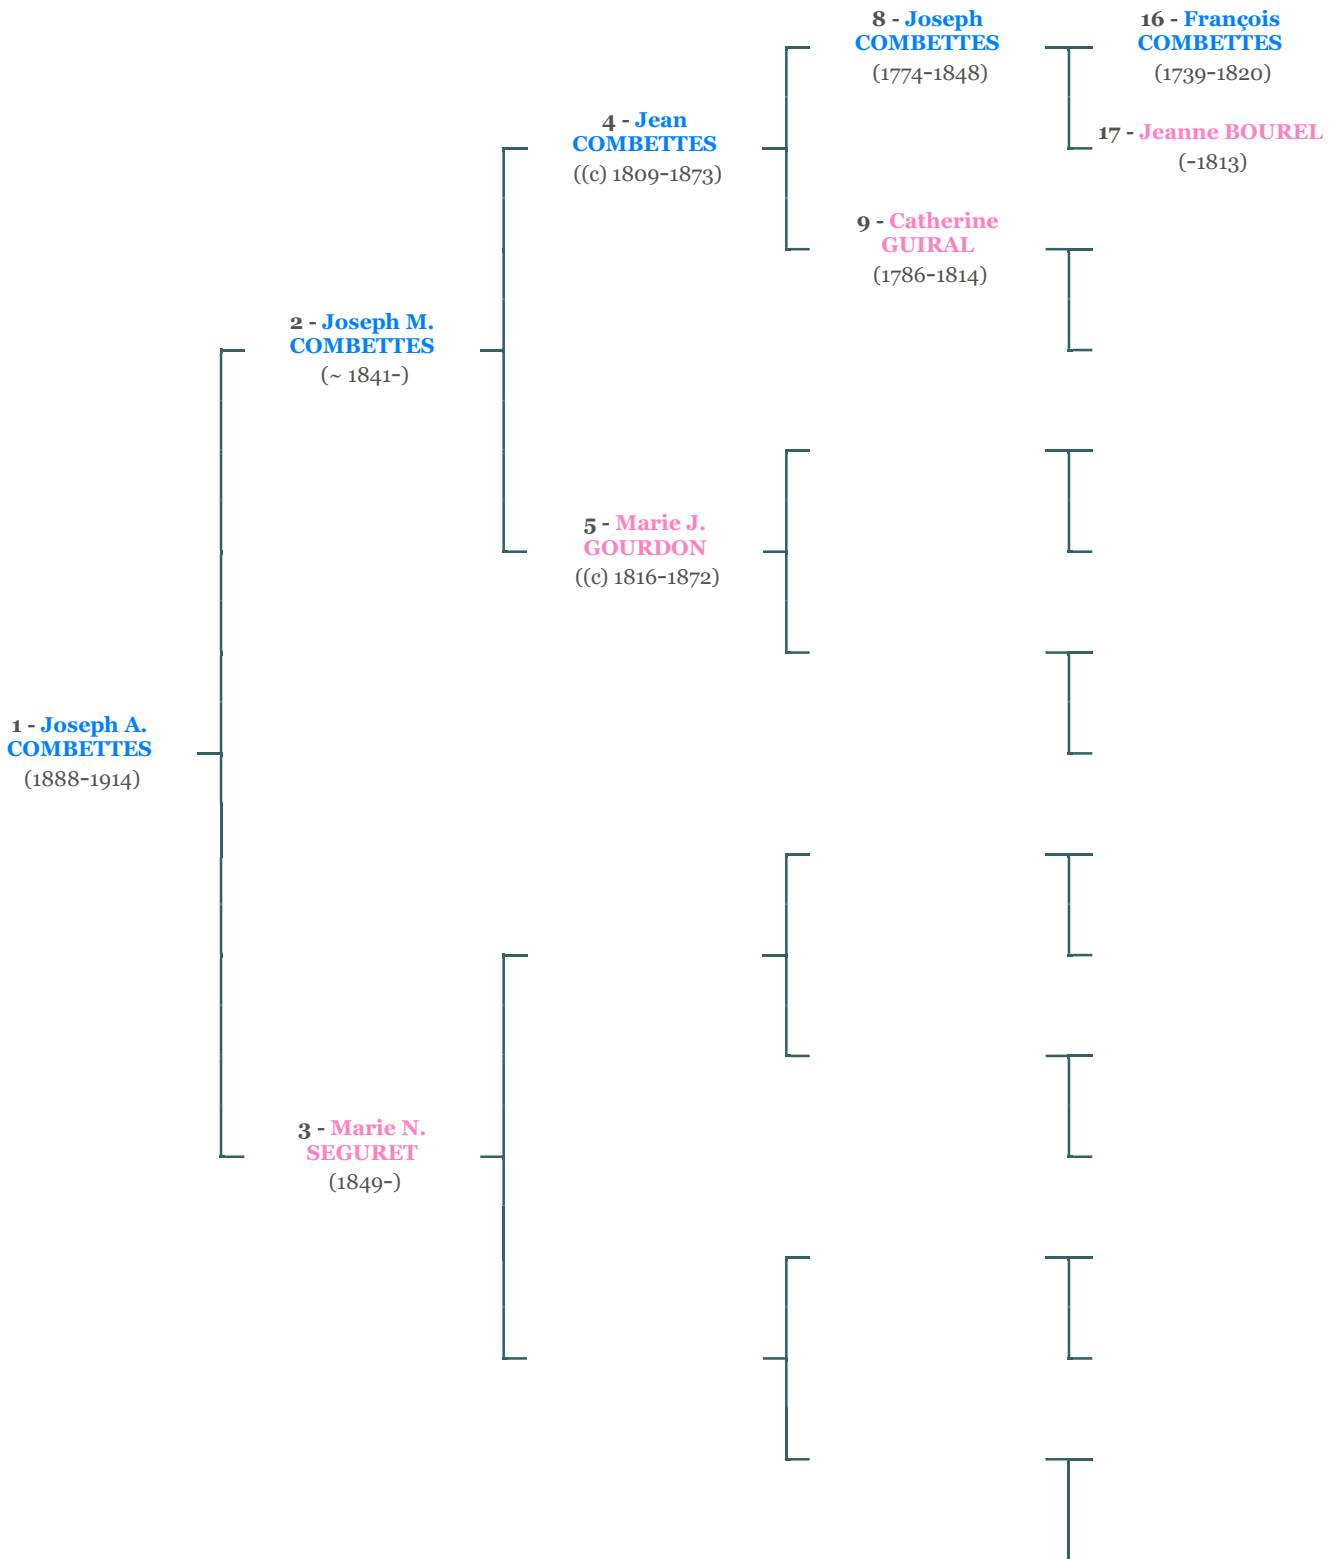 8 - Joseph
COMBETTES
(1774-1848)
16 - François
COMBETTES
(1739-1820)
4 - Jean
COMBETTES
((c) 1809-1873)
17 - Jeanne BOUREL
(-1813)
9 - Catherine
GUIRAL
(1786-1814)
2 - Joseph M.
COMBETTES
(~ 1841-)
5 - Marie J.
GOURDON
((c) 1816-1872)
1 - Joseph A.
COMBETTES
(1888-1914)
3 - Marie N.
SEGURET
(1849-)